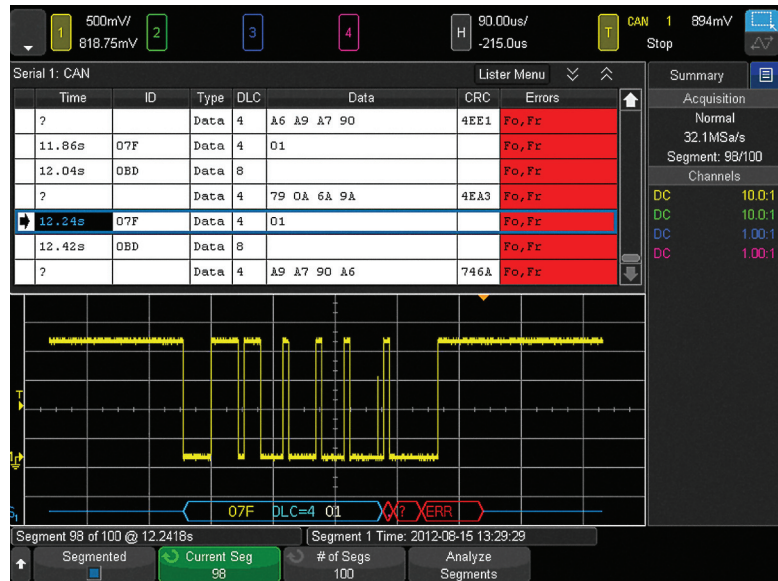 1 500mV/ 818.75mV 2 3 4 H 90.00us/ -215.0us T CAN 1 894mV Stop
Serial 1: CAN Lister Menu
Time ID Type DLC Data CRC Errors
? Data 4 A6 A9 A7 90 4EE1 Fo,Fr
11.86s 07F Data 4 01 Fo,Fr
12.04s 0BD Data 8 Fo,Fr
? Data 4 79 0A 6A 9A 4EA3 Fo,Fr
12.24s 07F Data 4 01 Fo,Fr
12.42s 0BD Data 8 Fo,Fr
? Data 4 A9 A7 90 A6 746A Fo,Fr
Summary
Acquisition
Normal
32.1MSa/s
Segment: 98/100
Channels
DC 10.0:1
DC 10.0:1
DC 1.00:1
DC 1.00:1
T
S1 07F DLC=4 01 ? ERR
Segment 98 of 100 @ 12.2418s Segment 1 Time: 2012-08-15 13:29:29
Segmented Current Seg # of Segs Analyze
98 100 Segments